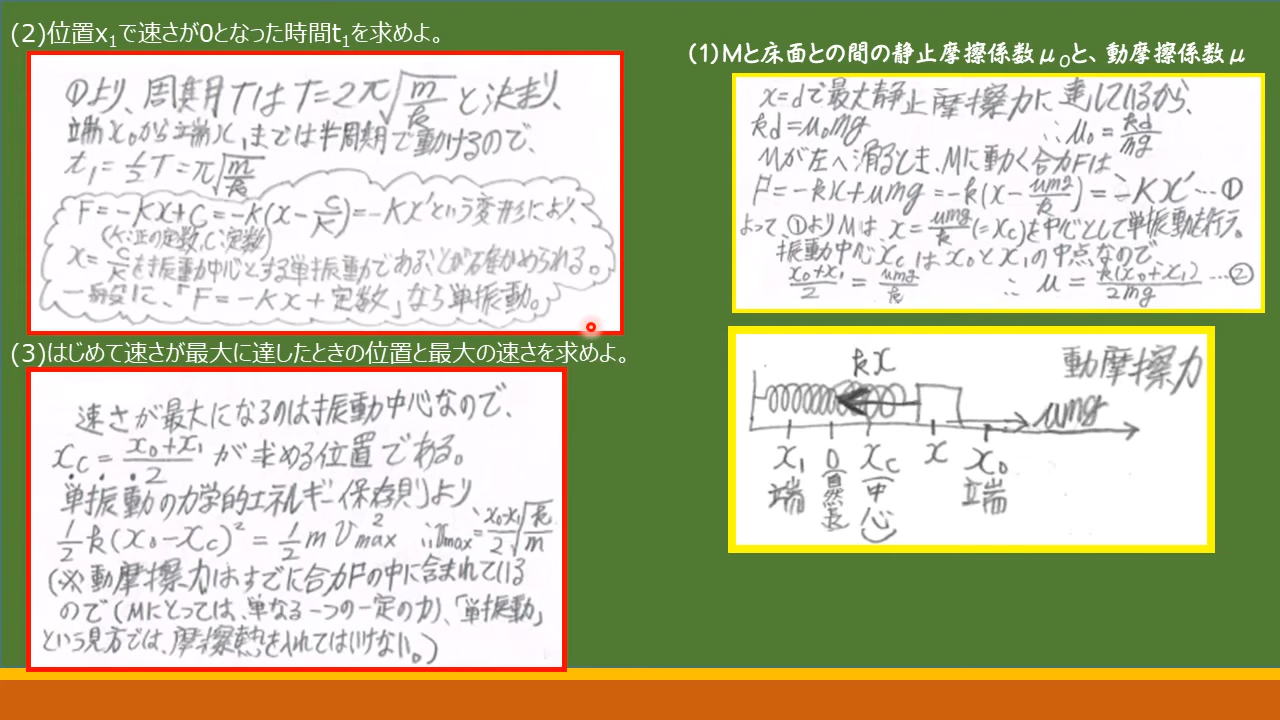 (2)位置x₁で速さが0となった時間t₁を求めよ。
①より、周期TはT=2π√(m/k)と決まり、
端x₀から端x₁までは半周期で動けるので、
t₁=1/2T=π√(m/k)
F=-Kx+C=-K(x-C/K)=-Kx'という変形により、
(K:正の定数,C:定数)
x=C/Kを振動中心とする単振動であることが確かめられる。
一般に、「F=-Kx+定数」なら単振動。
(3)はじめて速さが最大に達したときの位置と最大の速さを求めよ。
速さが最大になるのは振動中心なので、
x_c=(x₀+x₁)/2が求める位置である。
単振動の力学的エネルギー保存則より、
1/2k(x₀-x_c)²=1/2mv_max² ∴v_max=(x₀-x₁)/2√(k/m)
(※動摩擦力はすでに合力Fの中に含まれている
ので(Mにとっては、単なる一つの一定の力)、「単振動」
という見方では、摩擦熱を入れてはいけない。)
(1)Mと床面との間の静止摩擦係数μ₀と、動摩擦係数μ
x=dで最大静止摩擦力に達しているから、
kd=μ₀mg ∴μ₀=kd/mg
Mが左へ滑るとき、Mに働く合力Fは、
F=-kx+μmg=-k(x-μmg/k)=-Kx'…①
よって①よりMは x=μmg/k(=x_c)を中心として単振動を行う。
振動中心x_cはx₀とx₁の中点なので、
(x₀+x₁)/2=μmg/k ∴μ=k(x₀+x₁)/2mg …②
kx
動摩擦力
μmg
x₁ 0 x_c x x₀
端 自然長 中心 端